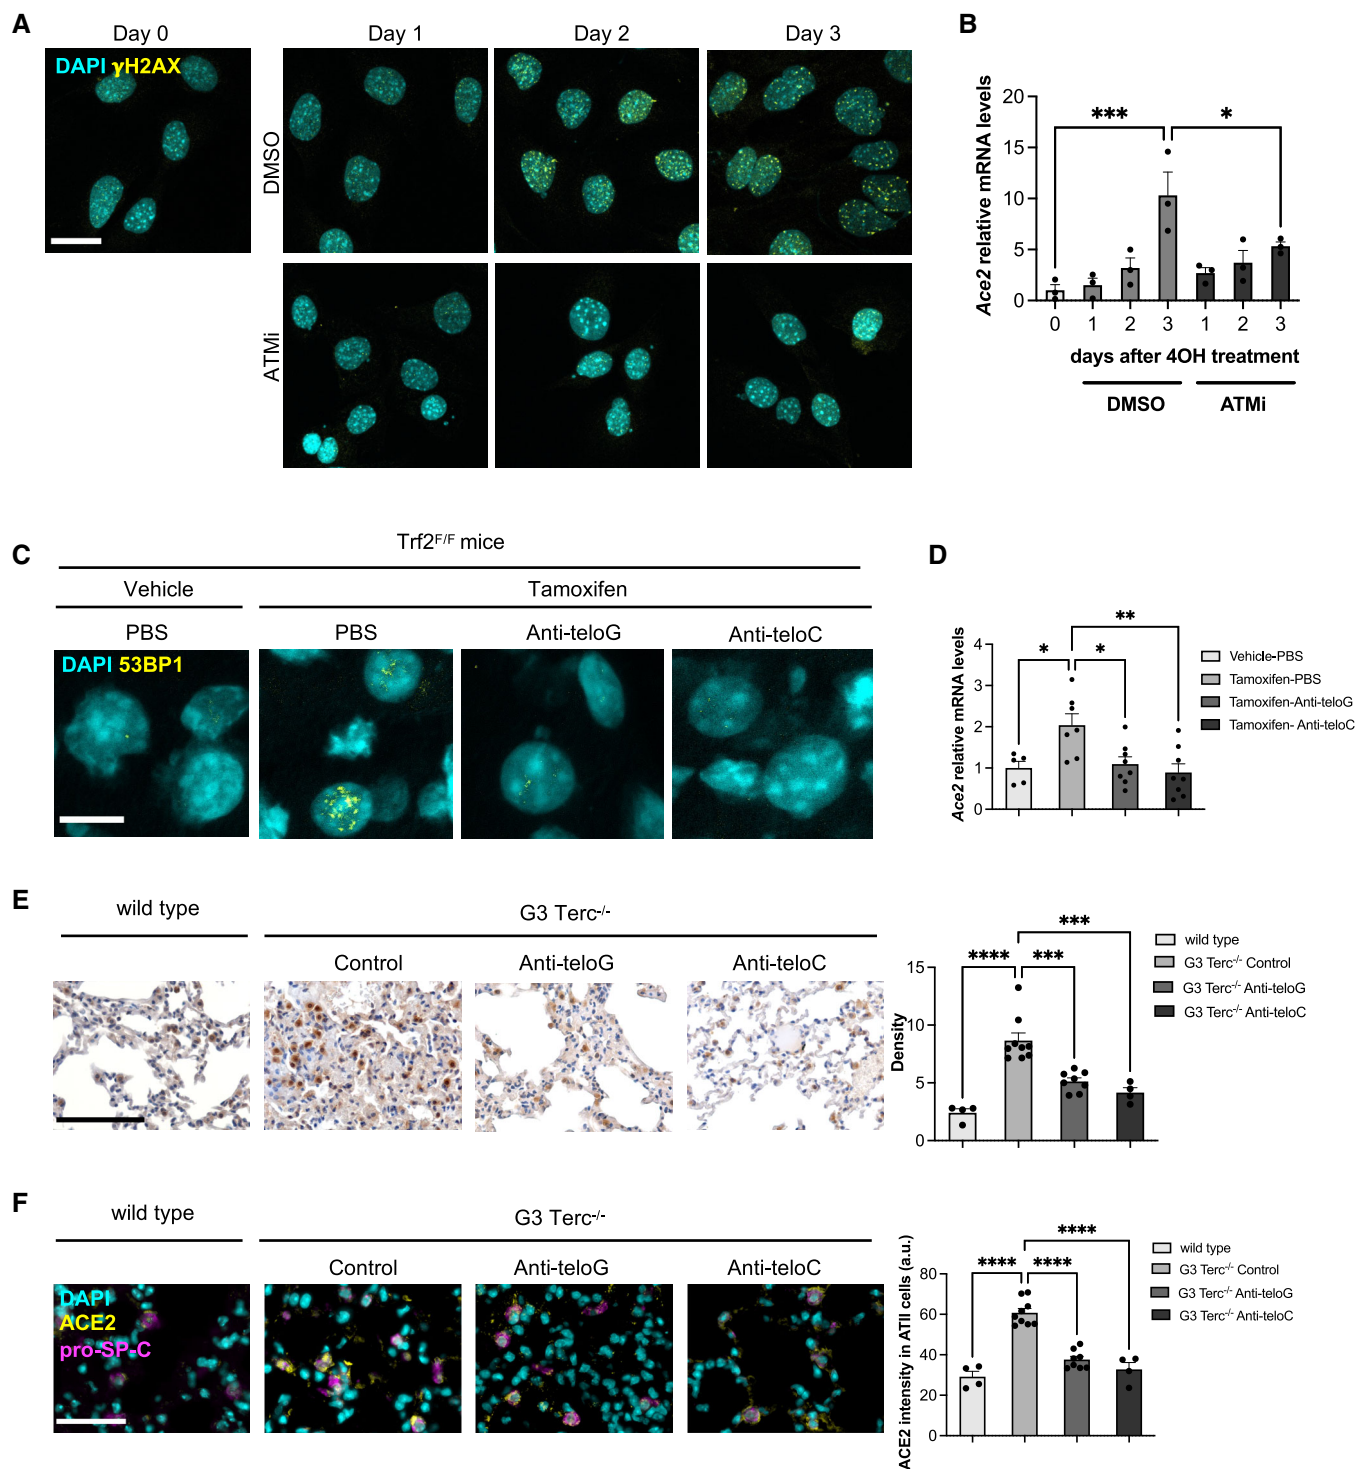 A
Day 0
Day 1
Day 2
Day 3
DAPI γH2AX
DMSO
ATMi
B
Ace2 relative mRNA levels
20
15
10
5
0
***
*
0 1 2 3 1 2 3
days after 4OH treatment
DMSO ATMi
C
Trf2F/F mice
Vehicle
Tamoxifen
PBS
PBS
Anti-teloG
Anti-teloC
DAPI 53BP1
D
Ace2 relative mRNA levels
4
3
2
1
0
*
*
**
Vehicle-PBS
Tamoxifen-PBS
Tamoxifen-Anti-teloG
Tamoxifen- Anti-teloC
E
wild type
G3 Terc-/-
Control
Anti-teloG
Anti-teloC
Density
15
10
5
0
****
***
***
wild type
G3 Terc-/- Control
G3 Terc-/- Anti-teloG
G3 Terc-/- Anti-teloC
F
wild type
G3 Terc-/-
Control
Anti-teloG
Anti-teloC
DAPI
ACE2
pro-SP-C
ACE2 intensity in ATII cells (a.u.)
80
60
40
20
0
****
****
****
wild type
G3 Terc-/- Control
G3 Terc-/- Anti-teloG
G3 Terc-/- Anti-teloC